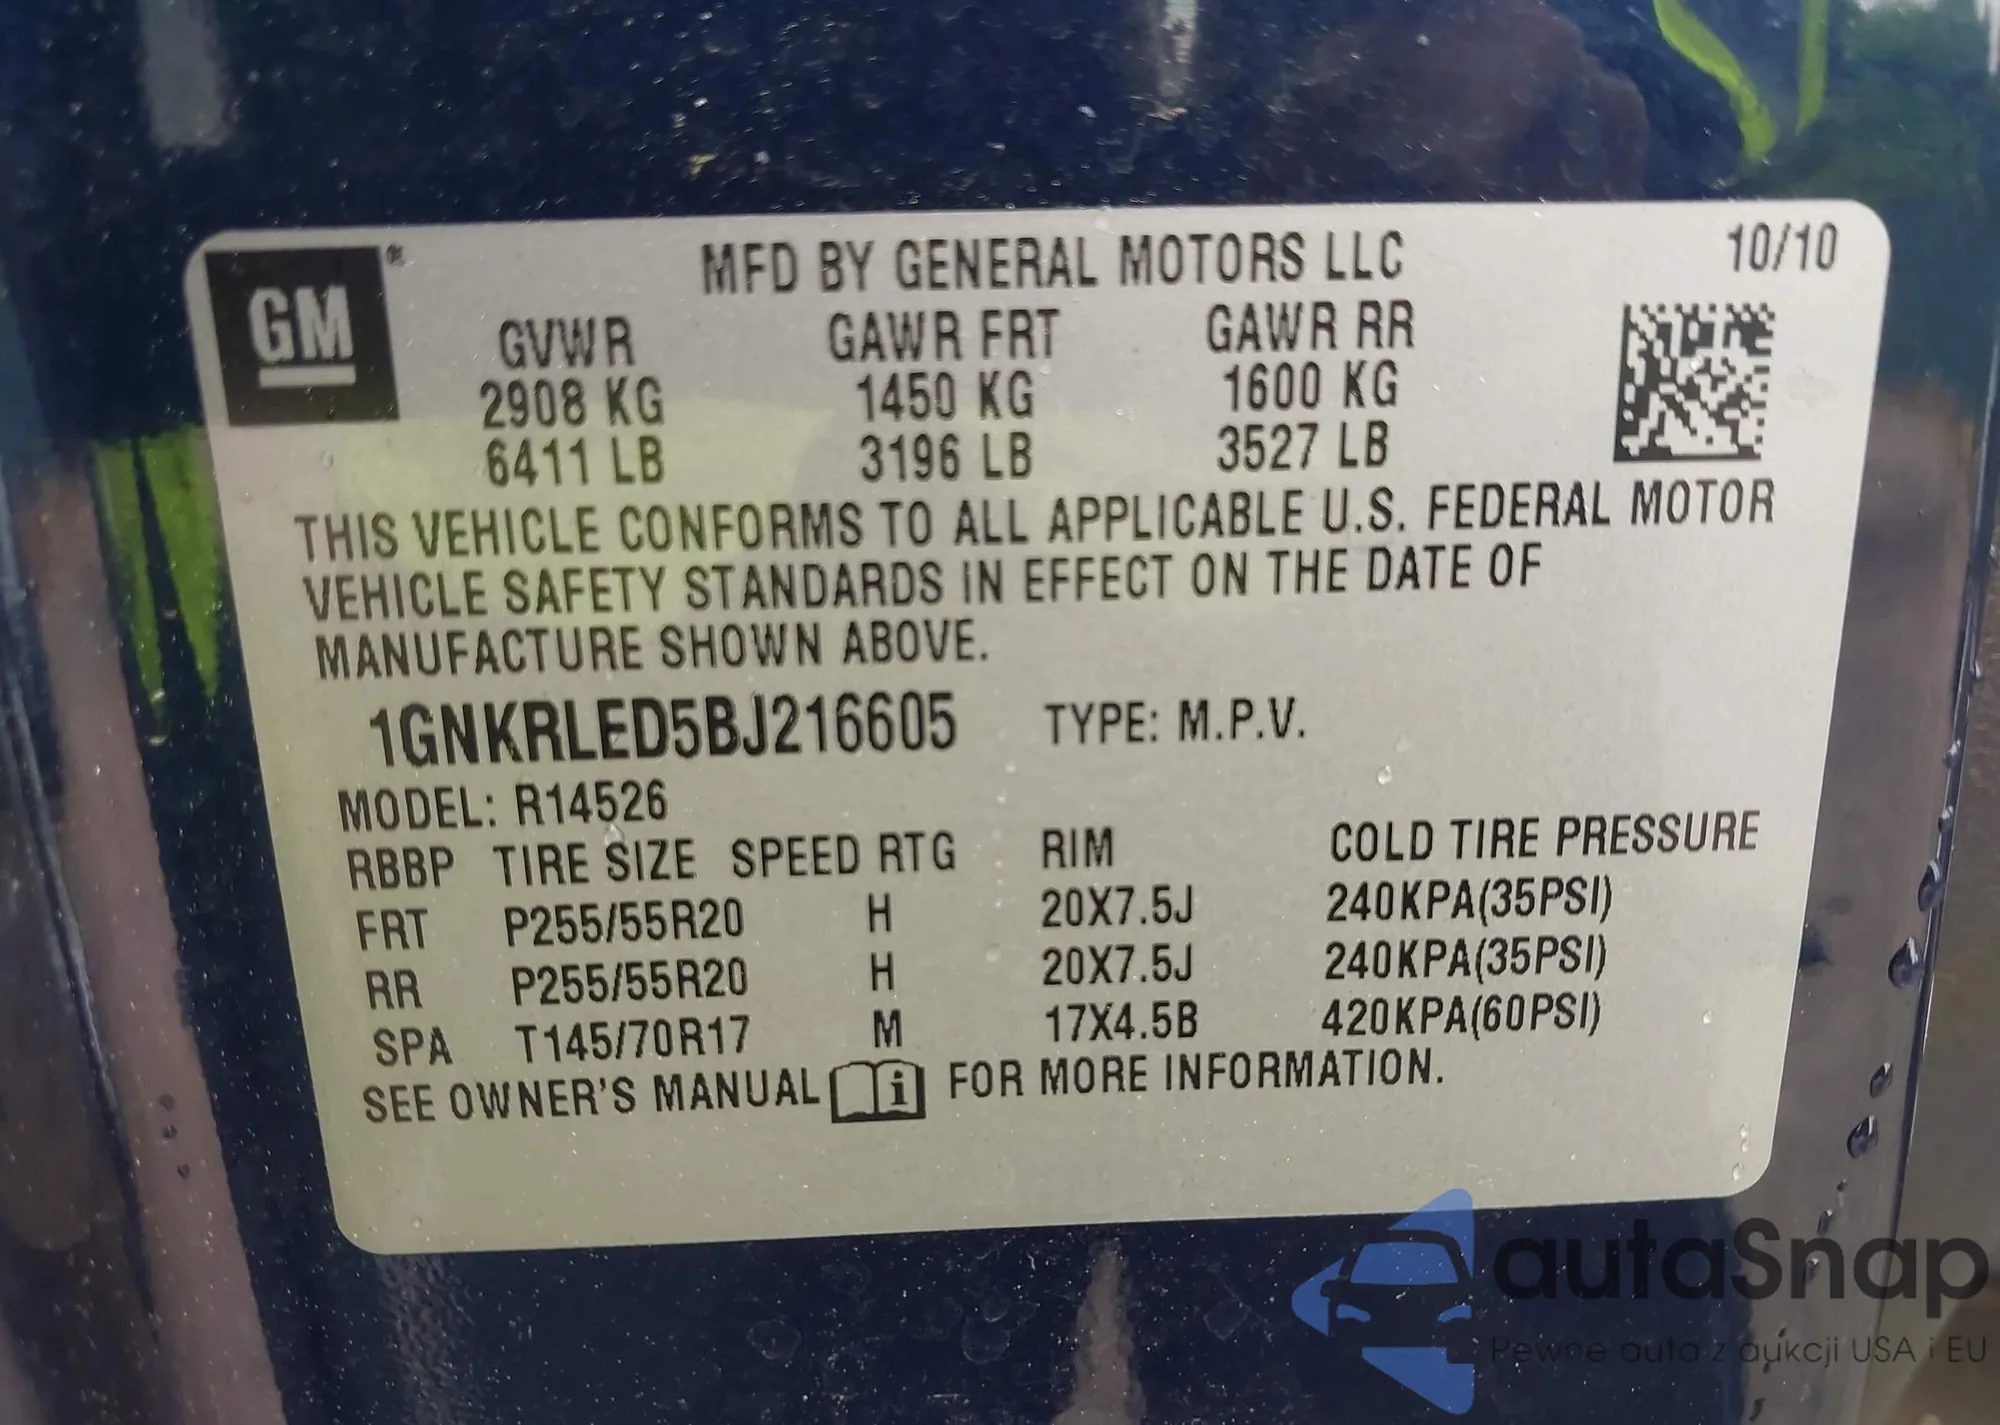 GM ® MFD BY GENERAL MOTORS LLC 10/10
GVWR GAWR FRT GAWR RR
2908 KG 1450 KG 1600 KG
6411 LB 3196 LB 3527 LB
THIS VEHICLE CONFORMS TO ALL APPLICABLE U.S. FEDERAL MOTOR
VEHICLE SAFETY STANDARDS IN EFFECT ON THE DATE OF
MANUFACTURE SHOWN ABOVE.
1GNKRLED5BJ216605 TYPE: M.P.V.
MODEL: R14526
RBBP TIRE SIZE SPEED RTG RIM COLD TIRE PRESSURE
FRT P255/55R20 H 20X7.5J 240KPA(35PSI)
RR P255/55R20 H 20X7.5J 240KPA(35PSI)
SPA T145/70R17 M 17X4.5B 420KPA(60PSI)
SEE OWNER'S MANUAL i FOR MORE INFORMATION.
autaSnap
Pewne auta z aukcji USA i EU